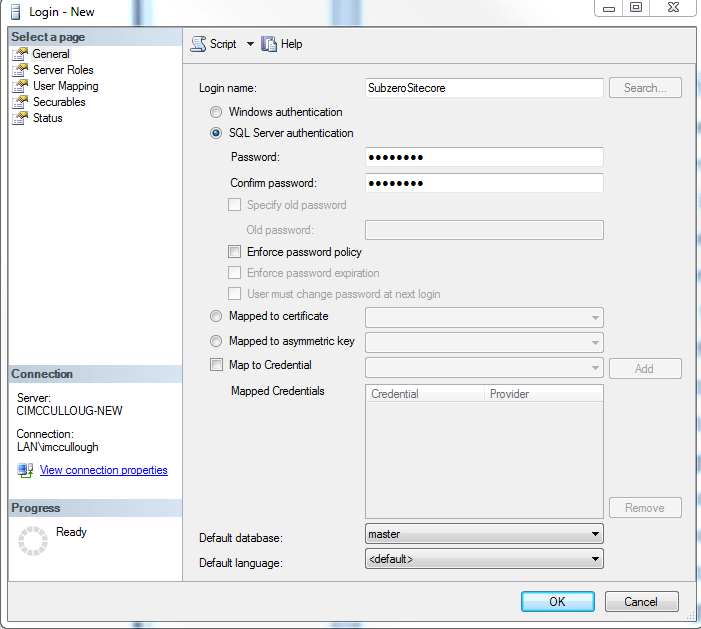 Login - New
Select a page
General
Server Roles
User Mapping
Securables
Status
Connection
Server:
CIMCCULLOUG-NEW
Connection:
LAN\imccullough
View connection properties
Progress
Ready
Script
Help
Login name:
SubzeroSitecore
Search...
Windows authentication
SQL Server authentication
Password:
●●●●●●●●
Confirm password:
●●●●●●●●
Specify old password
Old password:
Enforce password policy
Enforce password expiration
User must change password at next login
Mapped to certificate
Mapped to asymmetric key
Map to Credential
Add
Mapped Credentials
Credential
Provider
Remove
Default database:
master
Default language:
<default>
OK
Cancel